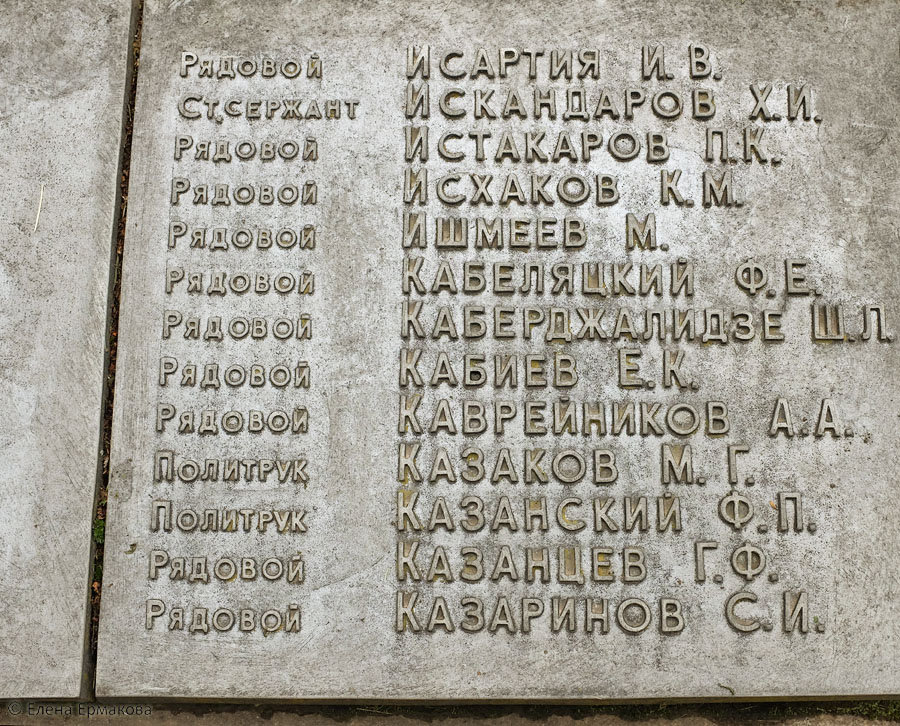 Рядовой Исартия И.В.
Ст.сержант Искандаров Х.И.
Рядовой Истакаров П.К.
Рядовой Исхаков К.М.
Рядовой Ишмеев М.
Рядовой Кабеляцкий Ф.Е.
Рядовой Каберджалидзе Ш.Л.
Рядовой Кабиев Е.К.
Рядовой Каврейников А.А.
Политрук Казаков М.Г.
Политрук Казанский Ф.П.
Рядовой Казанцев Г.Ф.
Рядовой Казаринов С.И.
© Елена Ермакова